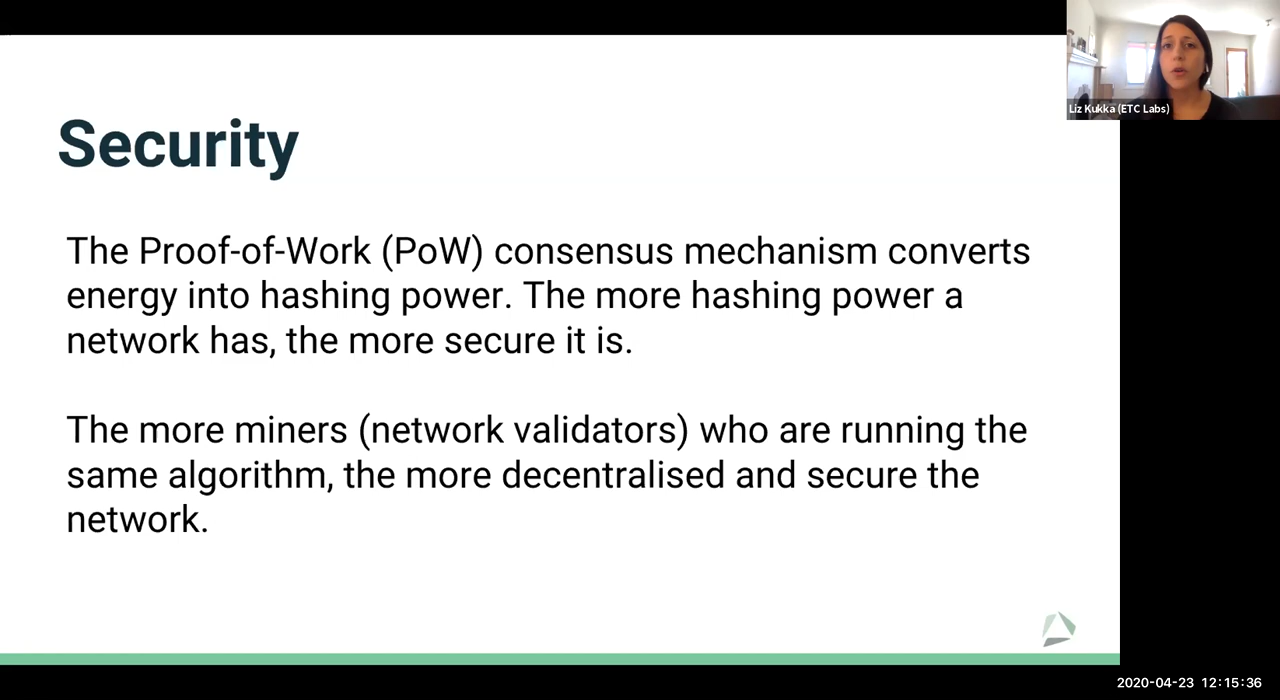 Liz Kukka (ETC Labs)
Security
The Proof-of-Work (PoW) consensus mechanism converts
energy into hashing power. The more hashing power a
network has, the more secure it is.
The more miners (network validators) who are running the
same algorithm, the more decentralised and secure the
network.
2020-04-23 12:15:36